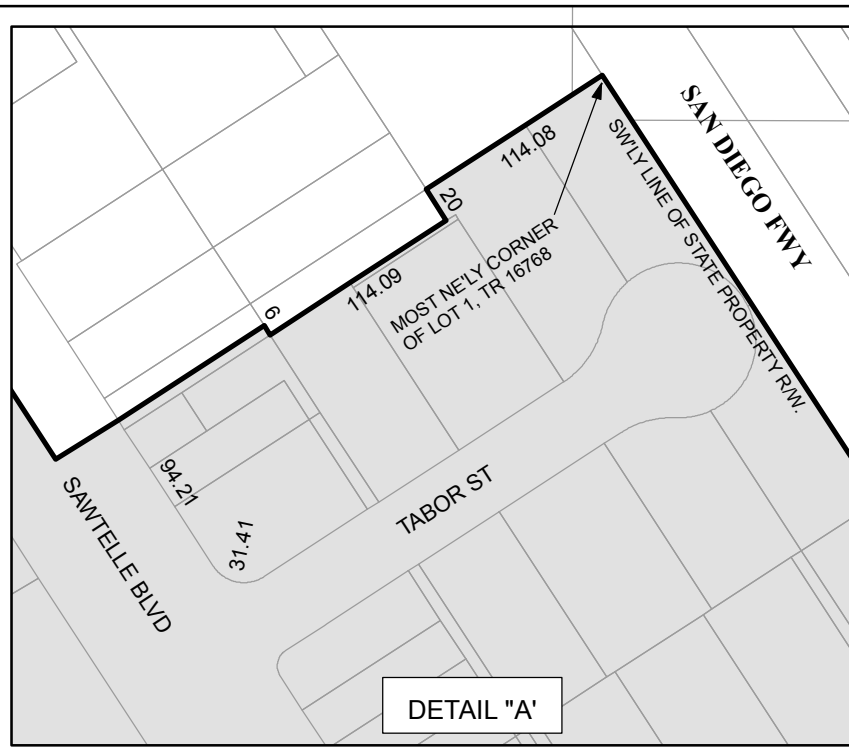 SAN DIEGO FWY
SW'LY LINE OF STATE PROPERTY R/W.
114.08
20
MOST NE'LY CORNER
OF LOT 1, TR 16768
114.09
6
94.21
31.41
TABOR ST
SAWTELLE BLVD
DETAIL "A'